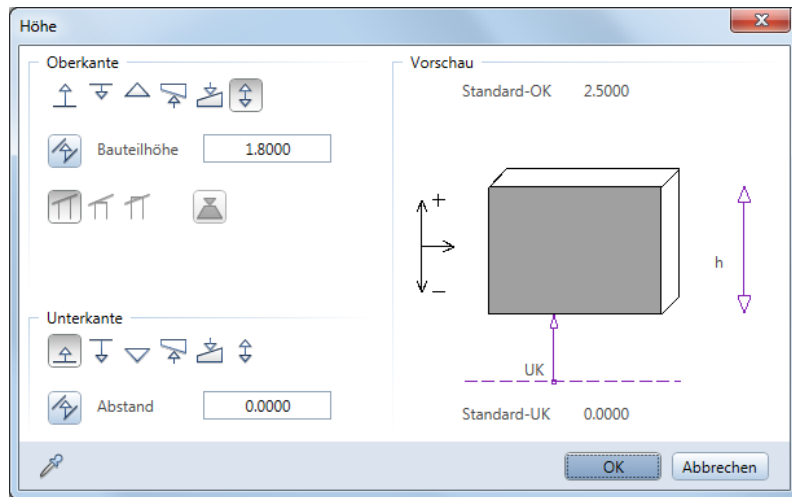 Höhe
Oberkante
Bauteilhöhe 1.8000
Unterkante
Abstand 0.0000
Vorschau
Standard-OK 2.5000
+
−
h
UK
Standard-UK 0.0000
OK Abbrechen